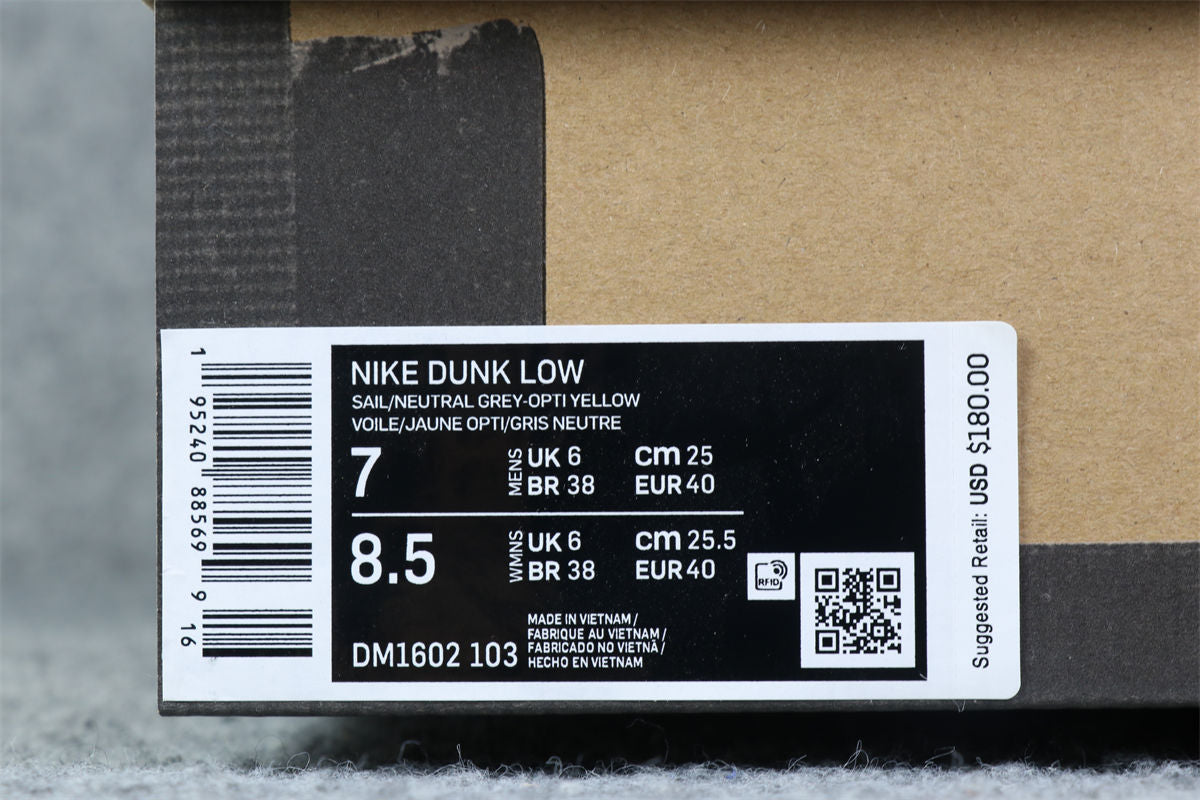 NIKE DUNK LOW
SAIL/NEUTRAL GREY-OPTI YELLOW
VOILE/JAUNE OPTI/GRIS NEUTRE
7
MENS
UK 6
cm 25
BR 38
EUR 40
8.5
WMNS
UK 6
cm 25.5
BR 38
EUR 40
RFID
DM1602 103
MADE IN VIETNAM /
FABRIQUE AU VIETNAM /
FABRICADO NO VIETNÃ /
HECHO EN VIETNAM
1 95240 88569 9 16
Suggested Retail: USD $180.00